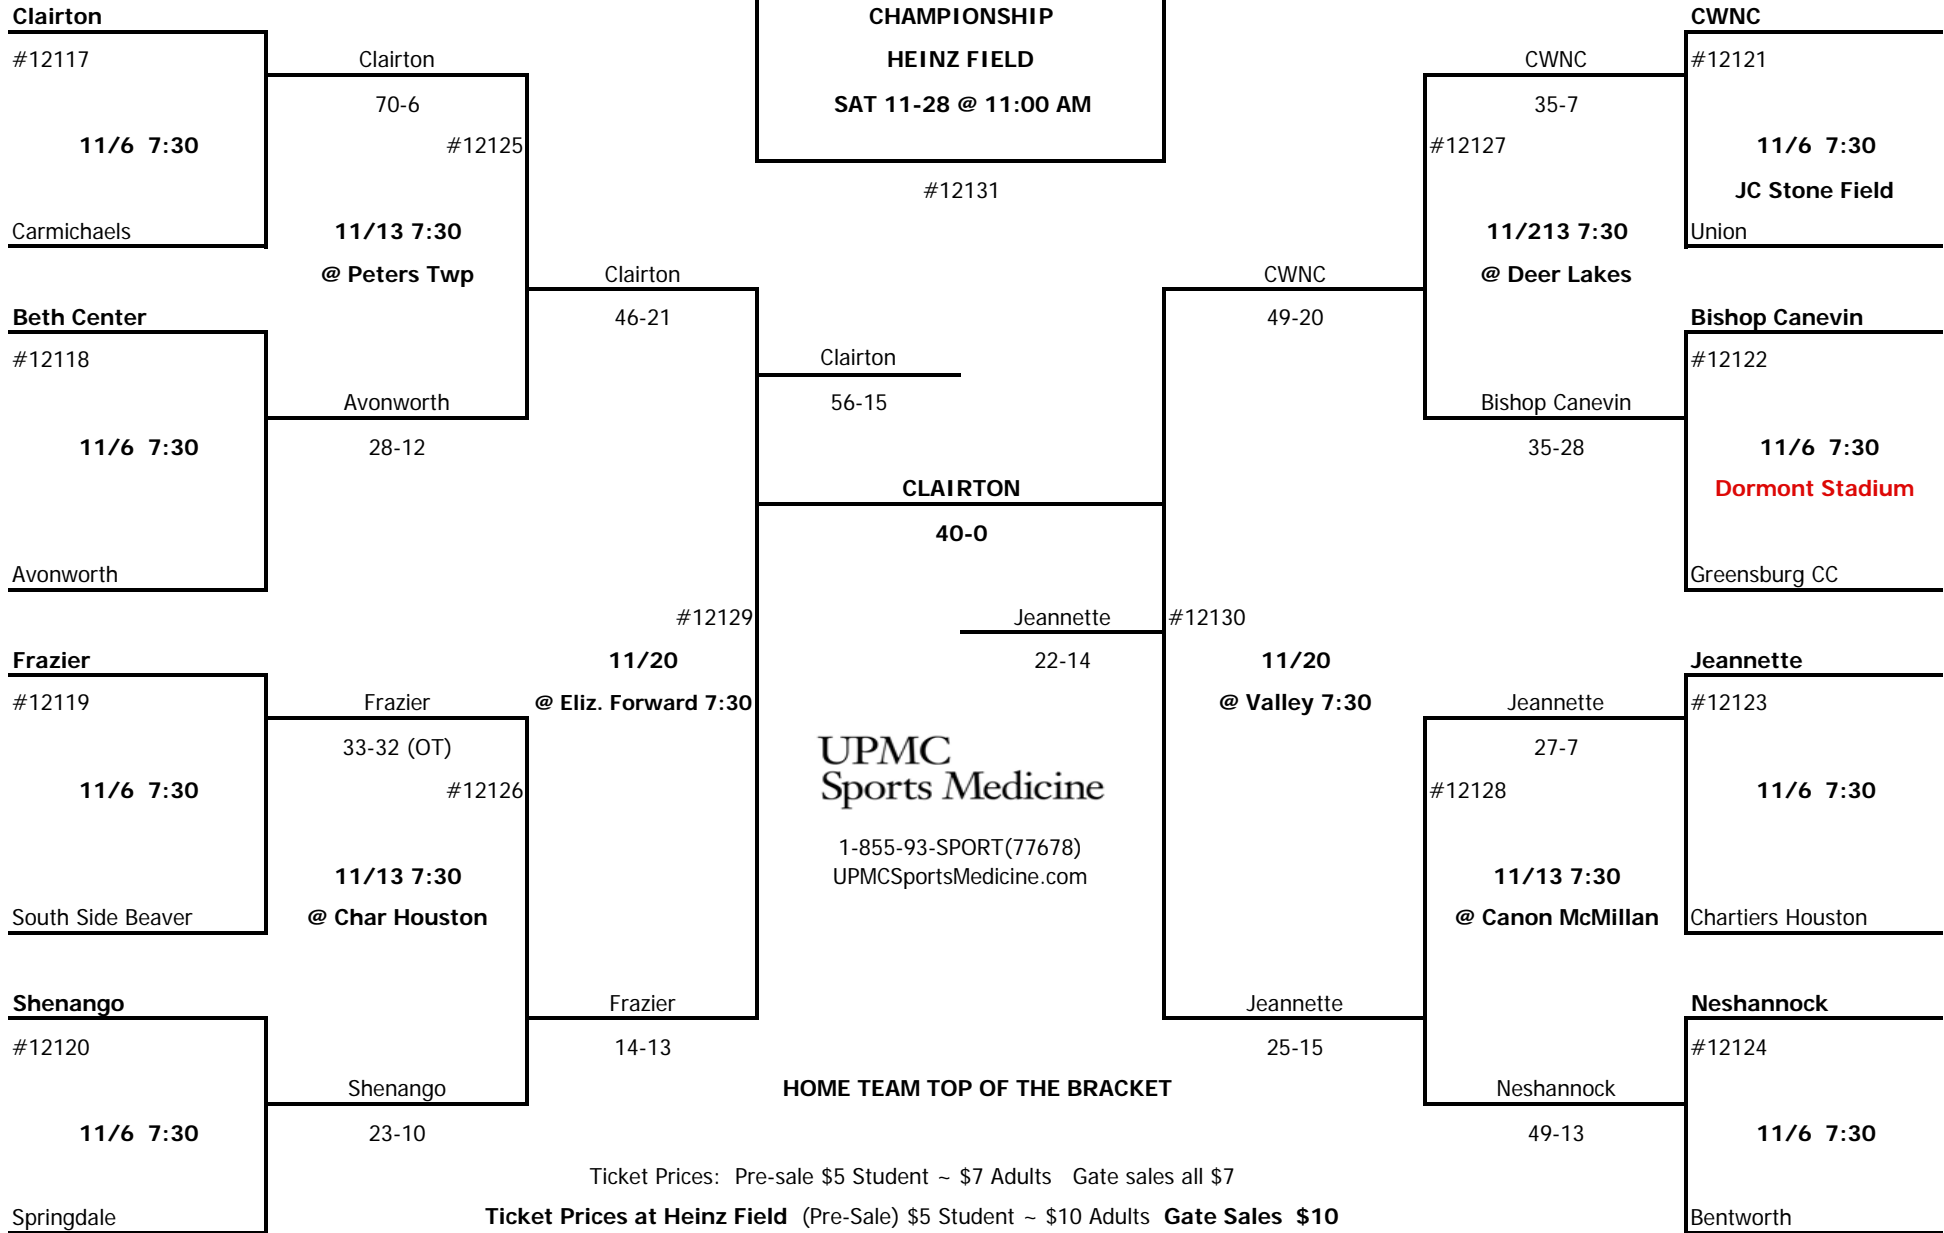 Clairton
CHAMPIONSHIP
CWNC
#12117
Clairton
HEINZ FIELD
CWNC
#12121
70-6
SAT 11-28 @ 11:00 AM
35-7
11/6 7:30
#12125
#12127
11/6 7:30
#12131
JC Stone Field
Carmichaels
11/13 7:30
11/213 7:30
Union
@ Peters Twp
Clairton
CWNC
@ Deer Lakes
Beth Center
46-21
49-20
Bishop Canevin
#12118
Clairton
#12122
Avonworth
56-15
Bishop Canevin
11/6 7:30
28-12
35-28
11/6 7:30
CLAIRTON
Dormont Stadium
40-0
Avonworth
Greensburg CC
#12129
Jeannette
#12130
Frazier
11/20
22-14
11/20
Jeannette
#12119
Frazier
@ Eliz. Forward 7:30
@ Valley 7:30
Jeannette
#12123
33-32 (OT)
UPMC
Sports Medicine
27-7
11/6 7:30
#12126
#12128
11/6 7:30
1-855-93-SPORT(77678)
11/13 7:30
UPMCSportsMedicine.com
11/13 7:30
South Side Beaver
@ Char Houston
@ Canon McMillan
Chartiers Houston
Shenango
Frazier
Jeannette
Neshannock
#12120
14-13
25-15
#12124
Shenango
HOME TEAM TOP OF THE BRACKET
Neshannock
11/6 7:30
23-10
49-13
11/6 7:30
Ticket Prices: Pre-sale $5 Student ~ $7 Adults Gate sales all $7
Springdale
Ticket Prices at Heinz Field (Pre-Sale) $5 Student ~ $10 Adults Gate Sales $10
Bentworth